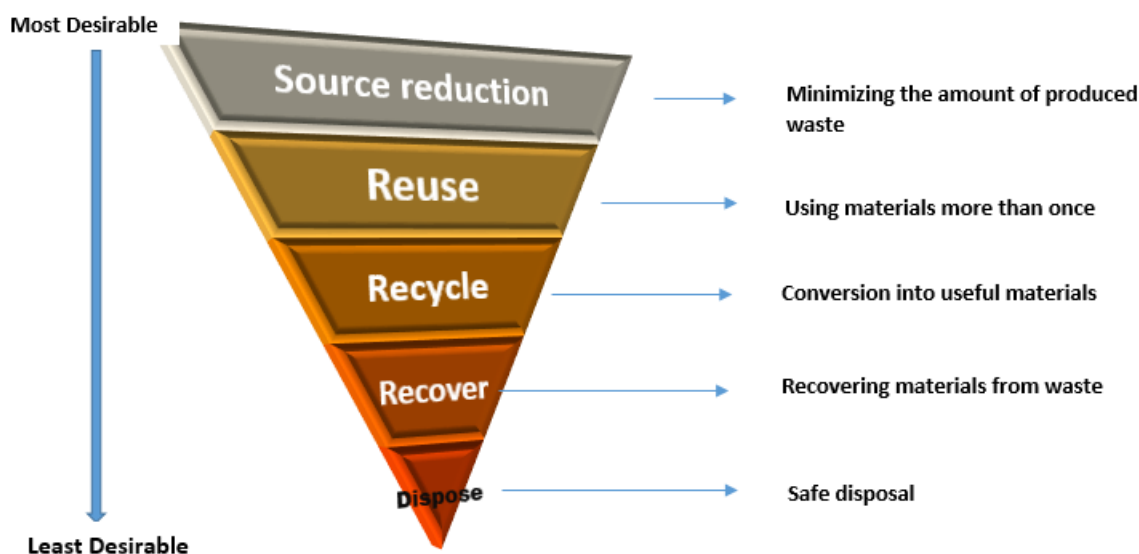 Most Desirable
Source reduction
Minimizing the amount of produced
waste
Reuse
Using materials more than once
Recycle
Conversion into useful materials
Recover
Recovering materials from waste
Dispose
Safe disposal
Least Desirable